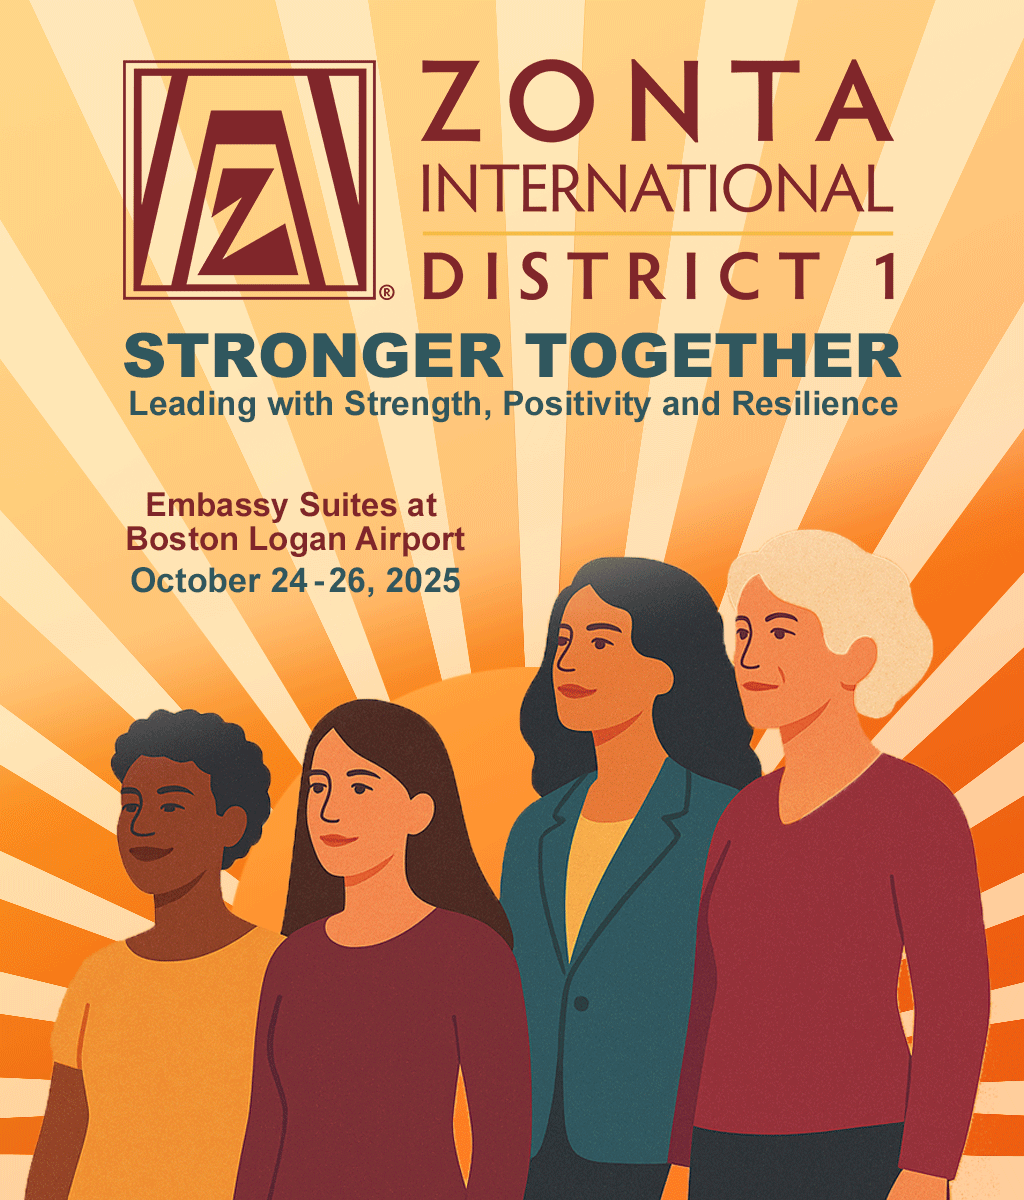 ZONTA
INTERNATIONAL
DISTRICT 1
Z
®
STRONGER TOGETHER
Leading with Strength, Positivity and Resilience
Embassy Suites at
Boston Logan Airport
October 24-26, 2025